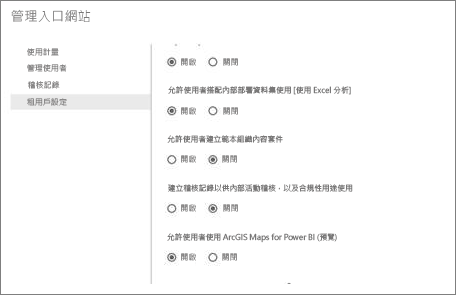 管理入口網站
使用計量
管理使用者
稽核記錄
租用戶設定
開啟 關閉
允許使用者搭配內部部署資料集使用 [使用 Excel 分析]
開啟 關閉
允許使用者建立範本組織內容套件
開啟 關閉
建立稽核記錄以供內部活動稽核，以及合規性用途使用
開啟 關閉
允許使用者使用 ArcGIS Maps for Power BI (預覽)
開啟 關閉